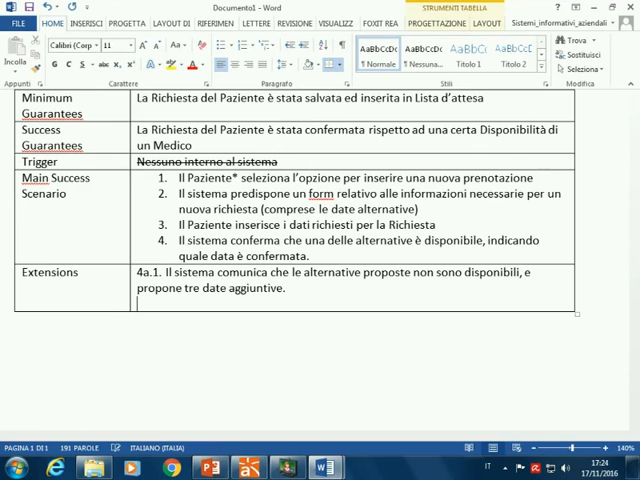 Documento1 - Word
STRUMENTI TABELLA
FILE HOME INSERISCI PROGETTA LAYOUT DI RIFERIMEN LETTERE REVISIONE VISUALIZZ FOXIT REA PROGETTAZIONE LAYOUT Sistemi_informativi_aziendali
Incolla
Calibri (Corp 11
G C S abc x₂ x²
Appunti Carattere Paragrafo Stili Modifica
AaBbCcDc AaBbCcDc AaBbCc AaBbCcD
¶ Normale ¶ Nessuna... Titolo 1 Titolo 2
Trova
Sostituisci
Seleziona
Minimum Guarantees
La Richiesta del Paziente è stata salvata ed inserita in Lista d'attesa
Success Guarantees
La Richiesta del Paziente è stata confermata rispetto ad una certa Disponibilità di
un Medico
Trigger
Nessuno interno al sistema
Main Success Scenario
1. Il Paziente* seleziona l'opzione per inserire una nuova prenotazione
2. Il sistema predispone un form relativo alle informazioni necessarie per un
nuova richiesta (comprese le date alternative)
3. Il Paziente inserisce i dati richiesti per la Richiesta
4. Il sistema conferma che una delle alternative è disponibile, indicando
quale data è confermata.
Extensions
4a.1. Il sistema comunica che le alternative proposte non sono disponibili, e
propone tre date aggiuntive.
PAGINA 1 DI 1 191 PAROLE ITALIANO (ITALIA) 140%
IT 17:24
17/11/2016